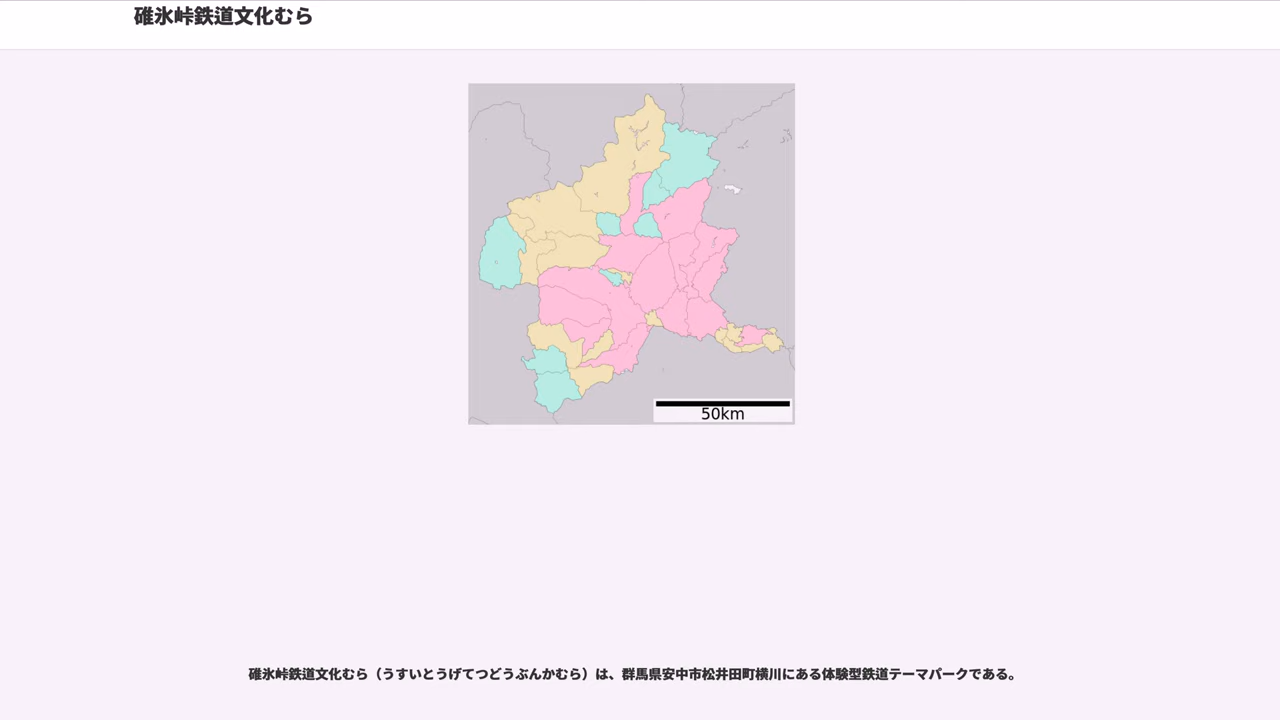 碓氷峠鉄道文化むら
50km
碓氷峠鉄道文化むら（うすいとうげてつどうぶんかむら）は、群馬県安中市松井田町横川にある体験型鉄道テーマパークである。